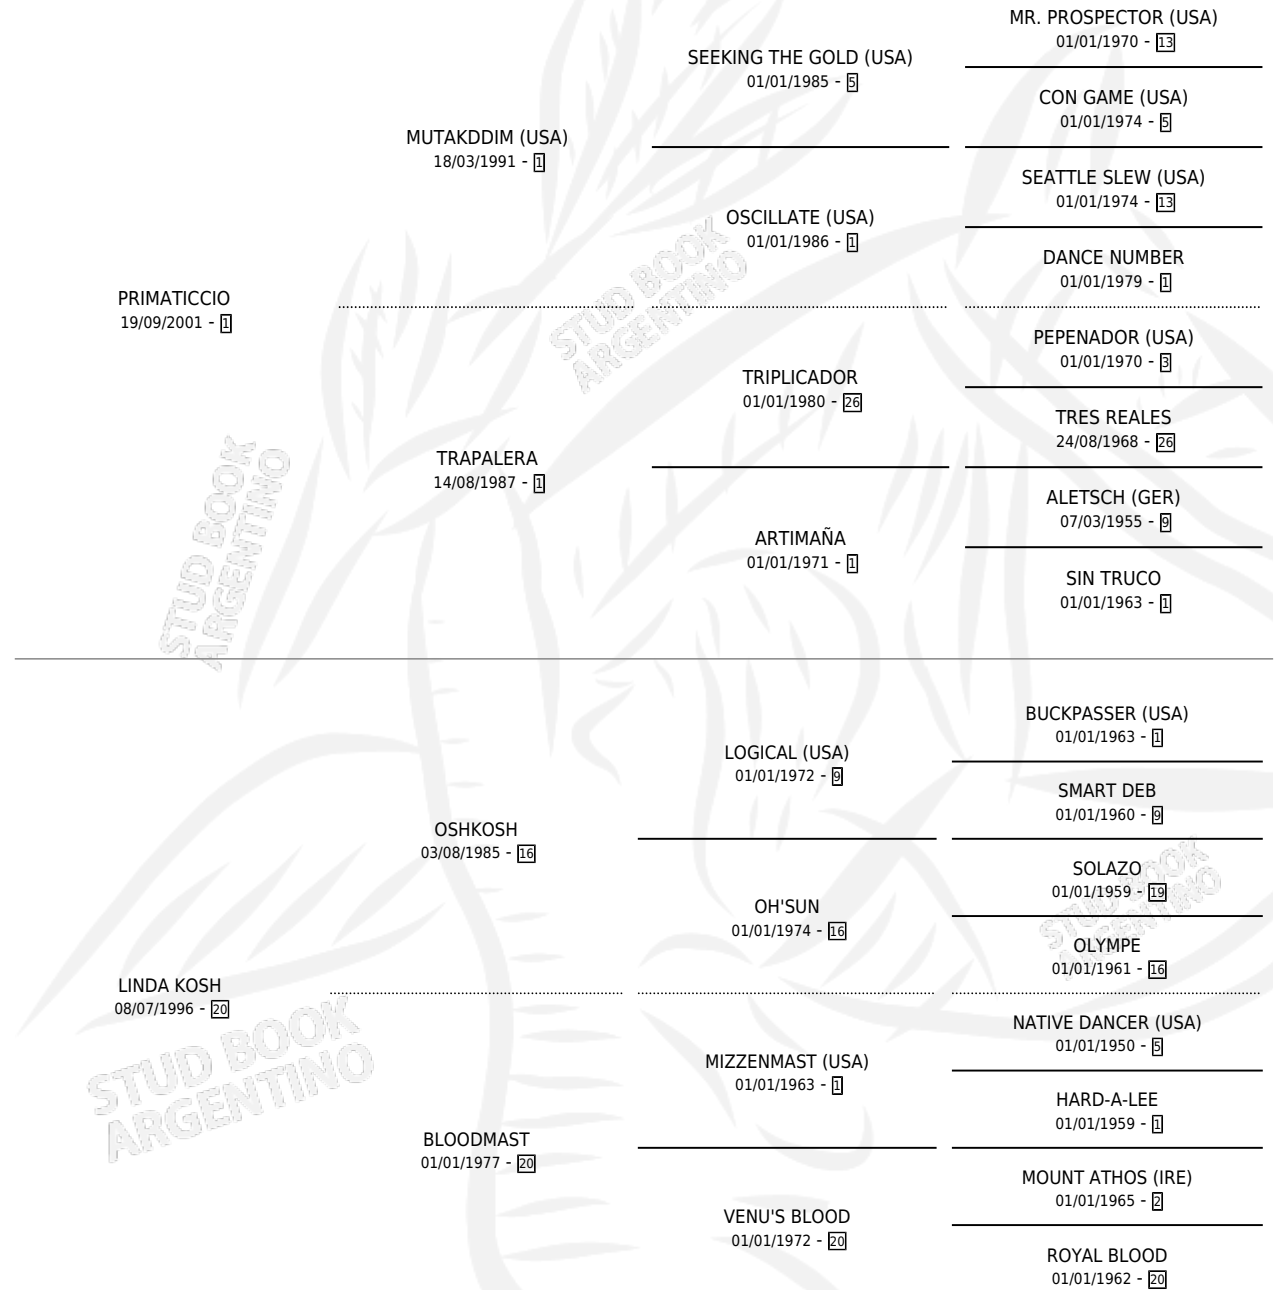 MR. PROSPECTOR (USA)
01/01/1970 - 13
SEEKING THE GOLD (USA)
01/01/1985 - 5
CON GAME (USA)
01/01/1974 - 5
MUTAKDDIM (USA)
18/03/1991 - 1
SEATTLE SLEW (USA)
01/01/1974 - 13
OSCILLATE (USA)
01/01/1986 - 1
DANCE NUMBER
01/01/1979 - 1
PRIMATICCIO
19/09/2001 - 1
STUD BOOK
ARGENTINO
PEPENADOR (USA)
01/01/1970 - 3
TRIPLICADOR
01/01/1980 - 26
TRES REALES
24/08/1968 - 26
TRAPALERA
14/08/1987 - 1
ALETSCH (GER)
07/03/1955 - 9
ARTIMAÑA
01/01/1971 - 1
SIN TRUCO
01/01/1963 - 1
STUD BOOK
ARGENTINO
BUCKPASSER (USA)
01/01/1963 - 1
LOGICAL (USA)
01/01/1972 - 9
SMART DEB
01/01/1960 - 9
OSHKOSH
03/08/1985 - 16
SOLAZO
01/01/1959 - 19
OH'SUN
01/01/1974 - 16
STUD BOOK
ARGENTINO
OLYMPE
01/01/1961 - 16
LINDA KOSH
08/07/1996 - 20
STUD BOOK
ARGENTINO
NATIVE DANCER (USA)
01/01/1950 - 5
MIZZENMAST (USA)
01/01/1963 - 1
HARD-A-LEE
01/01/1959 - 1
BLOODMAST
01/01/1977 - 20
MOUNT ATHOS (IRE)
01/01/1965 - 2
VENU'S BLOOD
01/01/1972 - 20
ROYAL BLOOD
01/01/1962 - 20